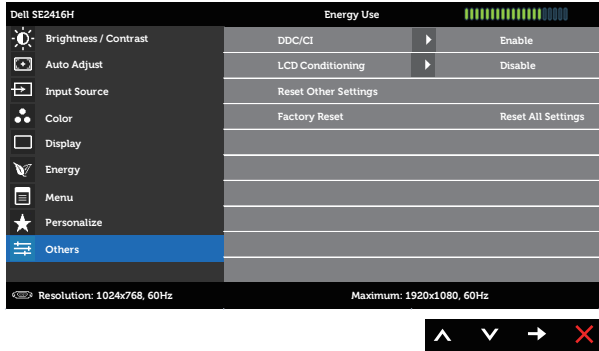 Dell SE2416H Energy Use
Brightness / Contrast DDC/CI Enable
Auto Adjust LCD Conditioning Disable
Input Source Reset Other Settings
Color Factory Reset Reset All Settings
Display
Energy
Menu
Personalize
Others
Resolution: 1024x768, 60Hz Maximum: 1920x1080, 60Hz